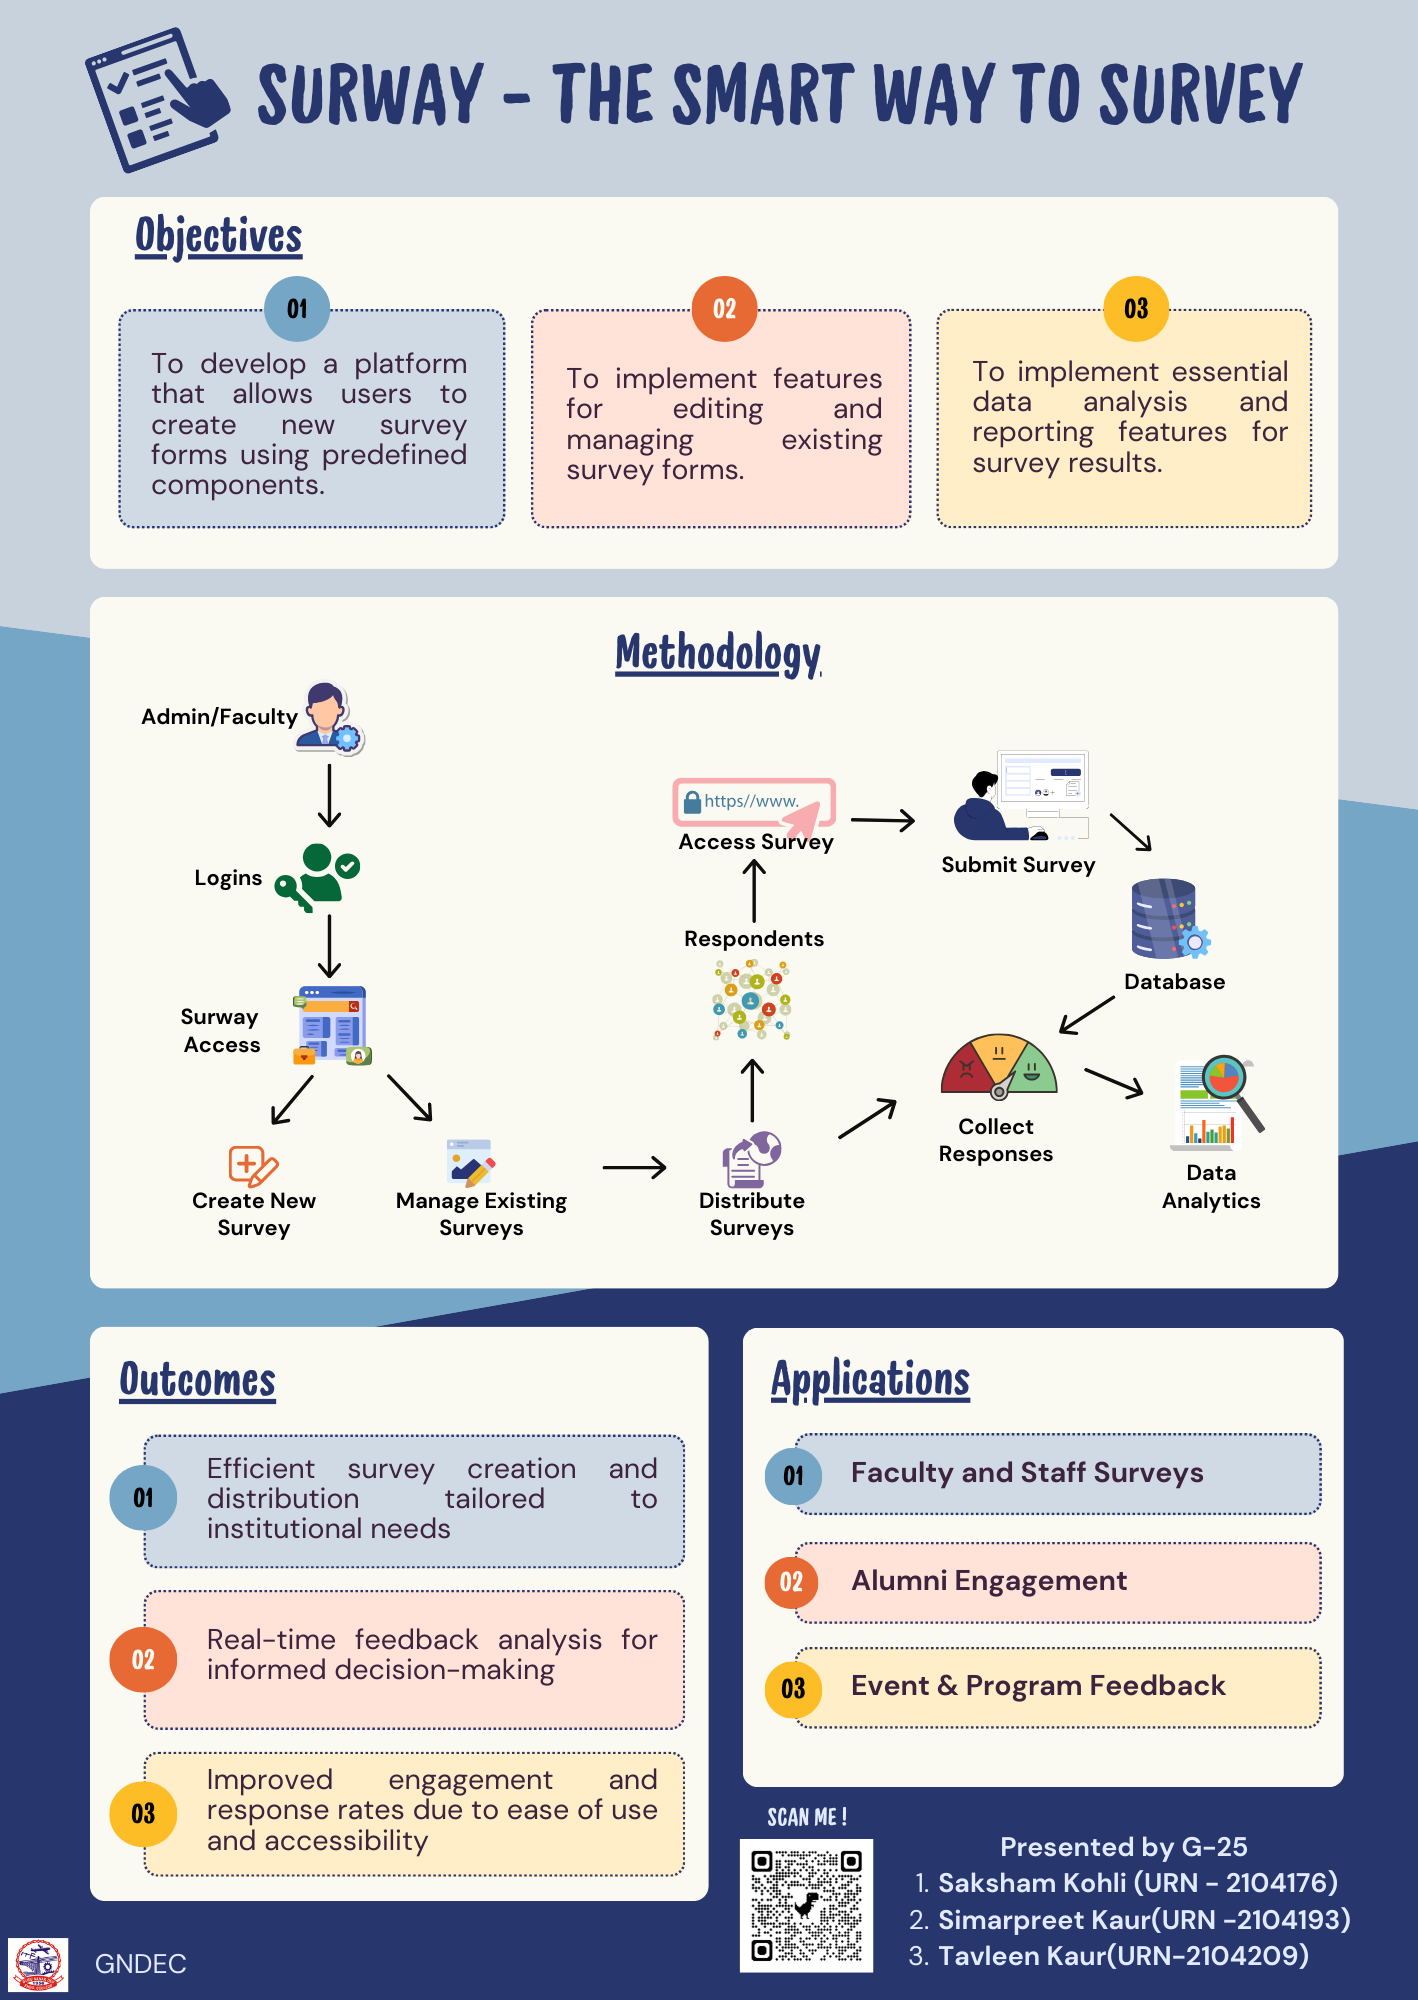 SURWAY - THE SMART WAY TO SURVEY
Objectives
01
To develop a platform
that allows users to
create new survey
forms using predefined
components.
02
To implement features
for editing and
managing existing
survey forms.
03
To implement essential
data analysis and
reporting features for
survey results.
Methodology
Admin/Faculty
Logins
Surway
Access
Create New
Survey
Manage Existing
Surveys
Distribute
Surveys
Respondents
https//www.
Access Survey
Submit Survey
Database
Collect
Responses
Data
Analytics
Outcomes
01
Efficient survey creation and
distribution tailored to
institutional needs
02
Real-time feedback analysis for
informed decision-making
03
Improved engagement and
response rates due to ease of use
and accessibility
Applications
01
Faculty and Staff Surveys
02
Alumni Engagement
03
Event & Program Feedback
SCAN ME !
Presented by G-25
1. Saksham Kohli (URN - 2104176)
2. Simarpreet Kaur(URN -2104193)
3. Tavleen Kaur(URN-2104209)
GNDEC